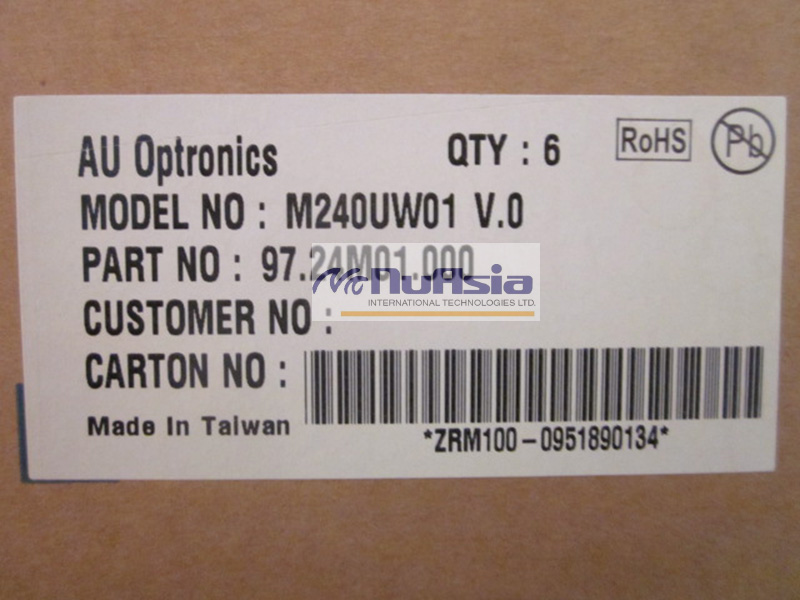 AU Optronics QTY : 6 RoHS Pb
MODEL NO : M240UW01 V.0
PART NO : 97.24M01.000
NuAsia
INTERNATIONAL TECHNOLOGIES LTD.
CUSTOMER NO :
CARTON NO :
Made In Taiwan
*ZRM100-0951890134*